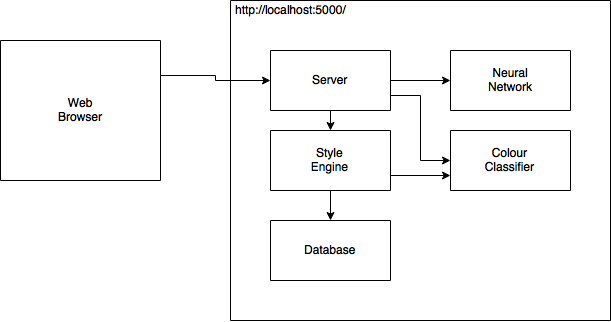 http://localhost:5000/
Web
Browser
Server
Neural
Network
Style
Engine
Colour
Classifier
Database